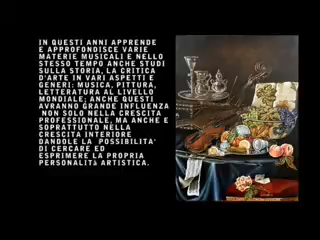 IN QUESTI ANNI APPRENDE
E APPROFONDISCE VARIE
MATERIE MUSICALI E NELLO
STESSO TEMPO ANCHE STUDI
SULLA STORIA, LA CRITICA
D'ARTE IN VARI ASPETTI E
GENERI: MUSICA, PITTURA,
LETTERATURA AL LIVELLO
MONDIALE; ANCHE QUESTI
AVRANNO GRANDE INFLUENZA
NON SOLO NELLA CRESCITA
PROFESSIONALE, MA ANCHE E
SOPRATTUTTO NELLA
CRESCITA INTERIORE
DANDOLE LA POSSIBILITA'
DI CERCARE ED
ESPRIMERE LA PROPRIA
PERSONALITà ARTISTICA.